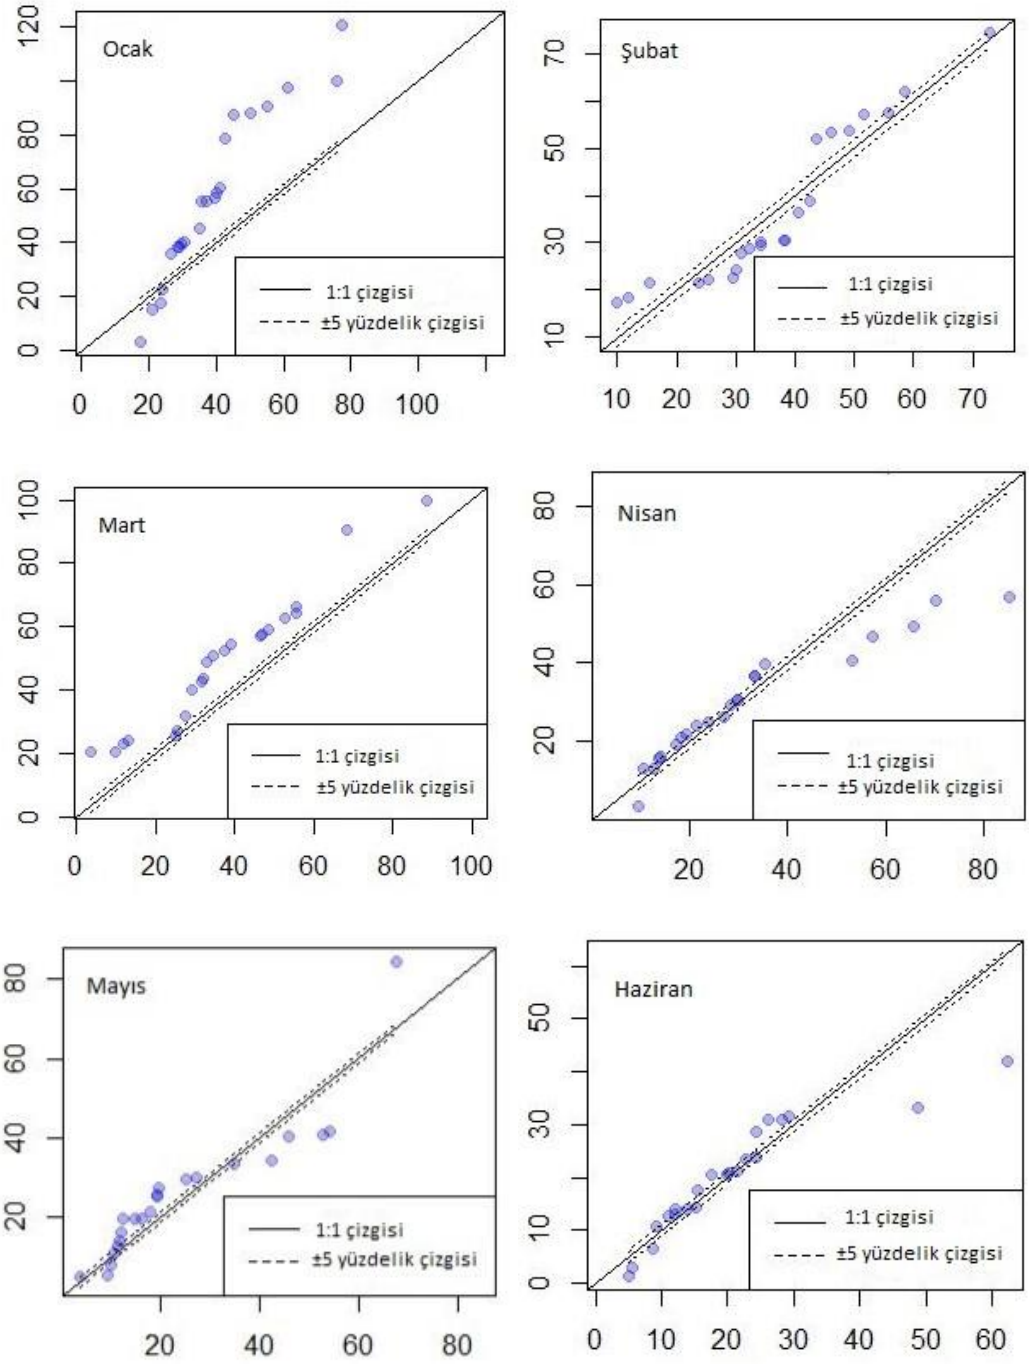 Ocak
120
80
60
40
20
0
1:1 çizgisi
±5 yüzdelik çizgisi
0 20 40 60 80 100
Şubat
70
50
30
10
1:1 çizgisi
±5 yüzdelik çizgisi
10 20 30 40 50 60 70
Mart
100
80
60
40
20
0
1:1 çizgisi
±5 yüzdelik çizgisi
0 20 40 60 80 100
Nisan
80
60
40
20
1:1 çizgisi
±5 yüzdelik çizgisi
20 40 60 80
Mayıs
80
60
40
20
1:1 çizgisi
±5 yüzdelik çizgisi
20 40 60 80
Haziran
50
30
10
0
1:1 çizgisi
±5 yüzdelik çizgisi
0 10 20 30 40 50 60